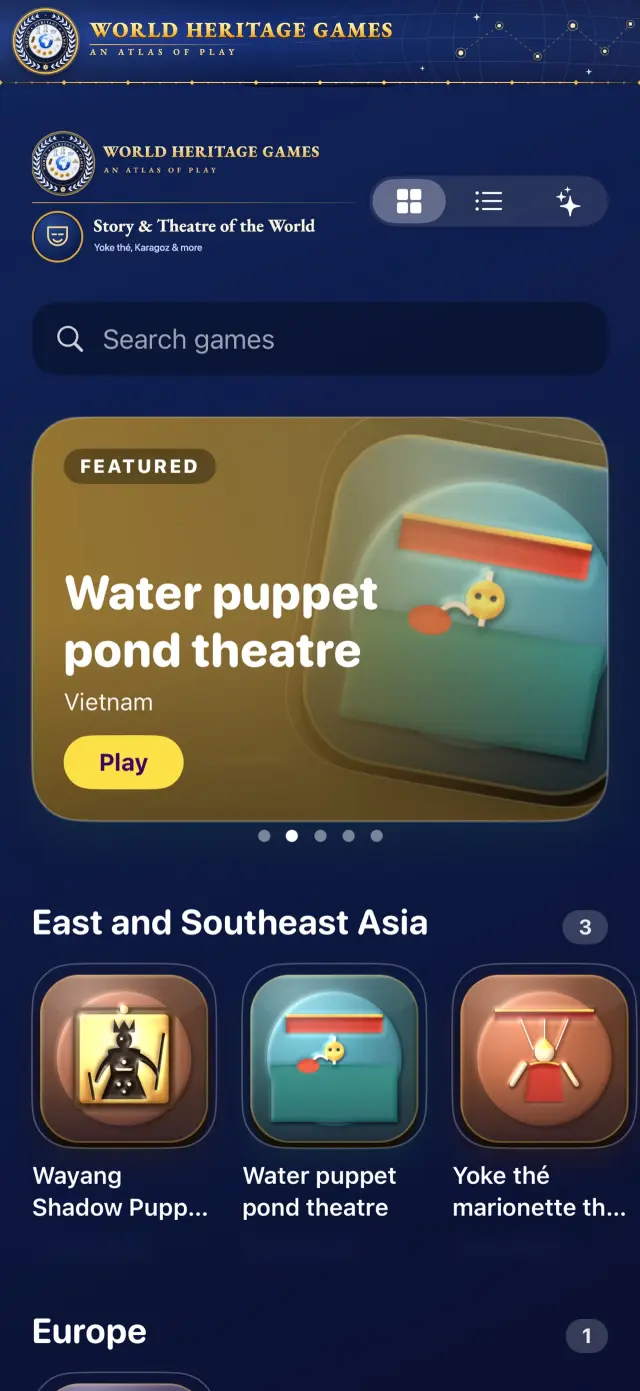 WORLD HERITAGE GAMES
AN ATLAS OF PLAY
WORLD HERITAGE GAMES
AN ATLAS OF PLAY
Story & Theatre of the World
Yoke thé, Karagoz & more
Search games
FEATURED
Water puppet
pond theatre
Vietnam
Play
East and Southeast Asia
3
Wayang
Shadow Pupp...
Water puppet
pond theatre
Yoke thé
marionette th...
Europe
1